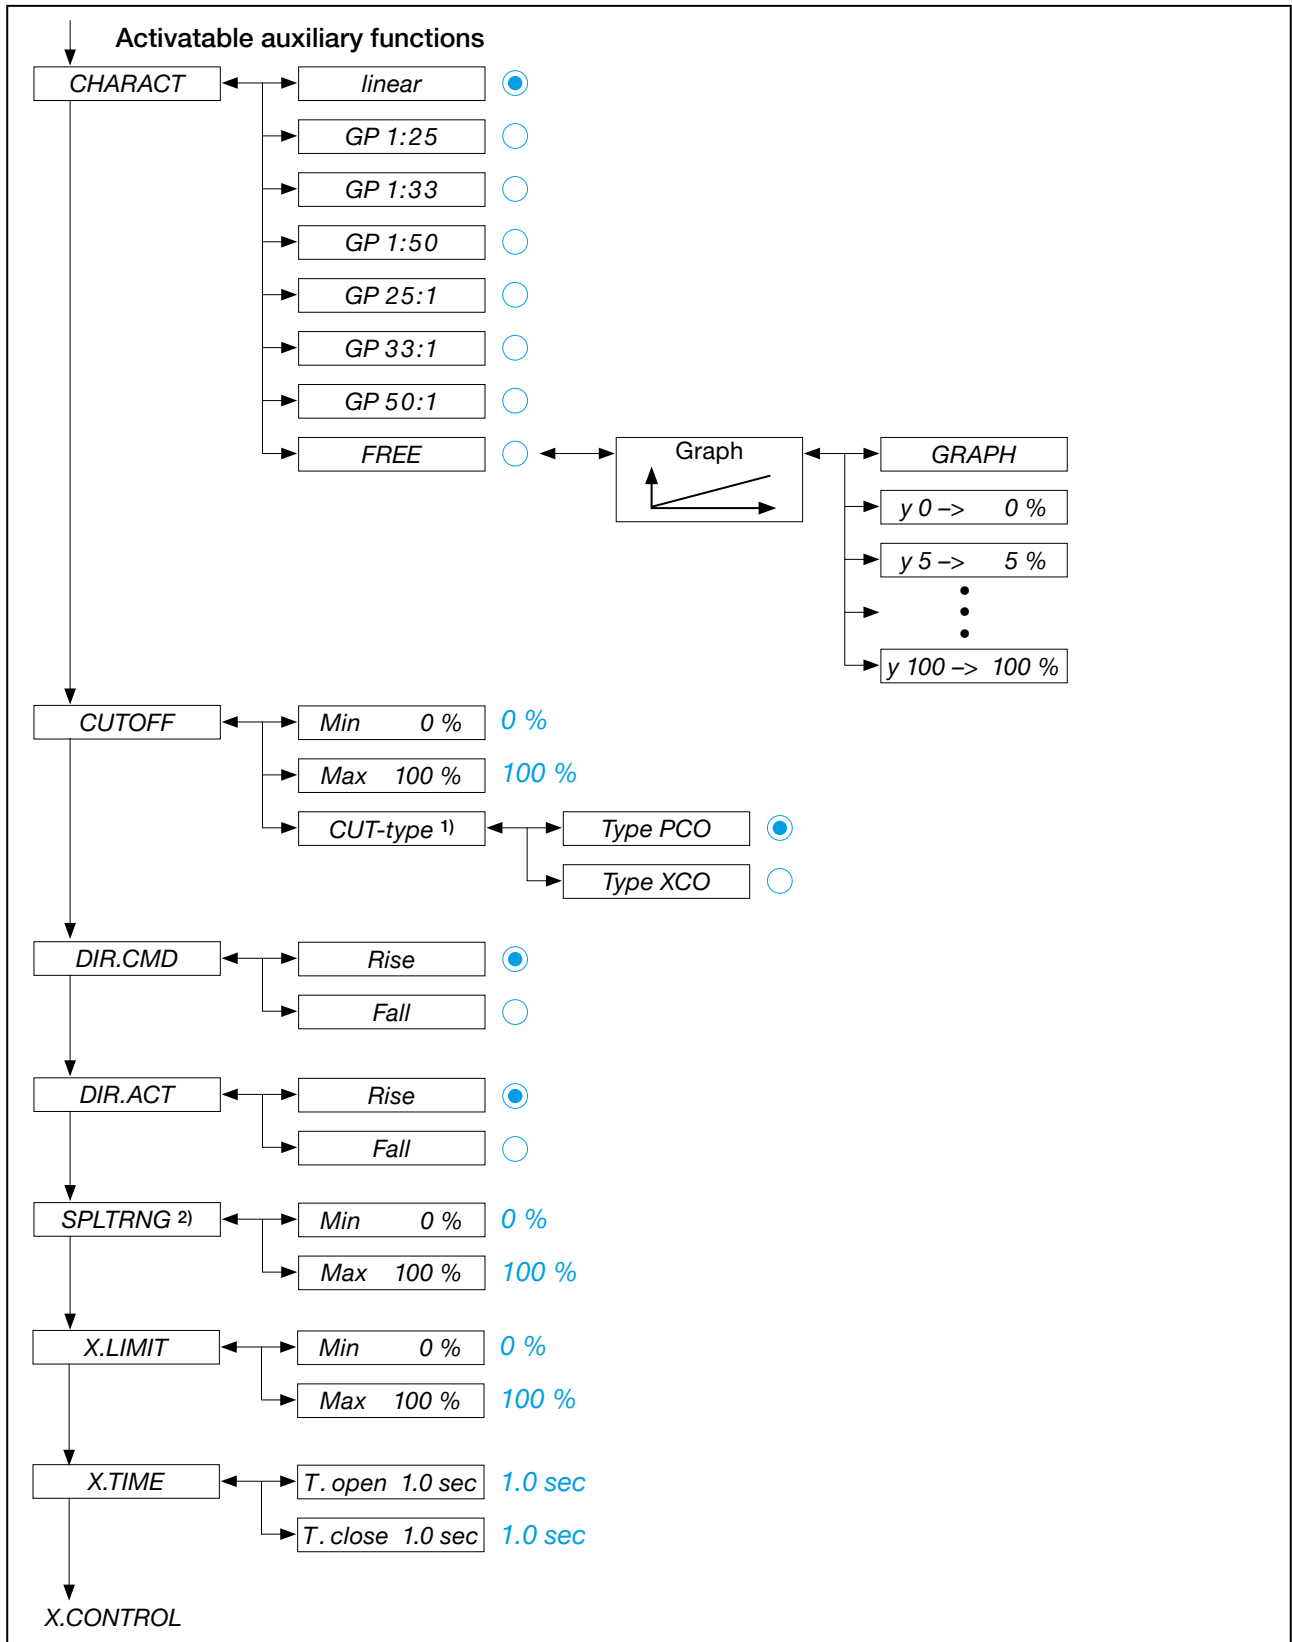 Activatable auxiliary functions
CHARACT
linear
GP 1:25
GP 1:33
GP 1:50
GP 25:1
GP 33:1
GP 50:1
FREE
Graph
GRAPH
y 0 –> 0 %
y 5 –> 5 %
y 100 –> 100 %
CUTOFF
Min 0 % 0 %
Max 100 % 100 %
CUT-type 1)
Type PCO
Type XCO
DIR.CMD
Rise
Fall
DIR.ACT
Rise
Fall
SPLTRNG 2)
Min 0 % 0 %
Max 100 % 100 %
X.LIMIT
Min 0 % 0 %
Max 100 % 100 %
X.TIME
T. open 1.0 sec 1.0 sec
T. close 1.0 sec 1.0 sec
X.CONTROL